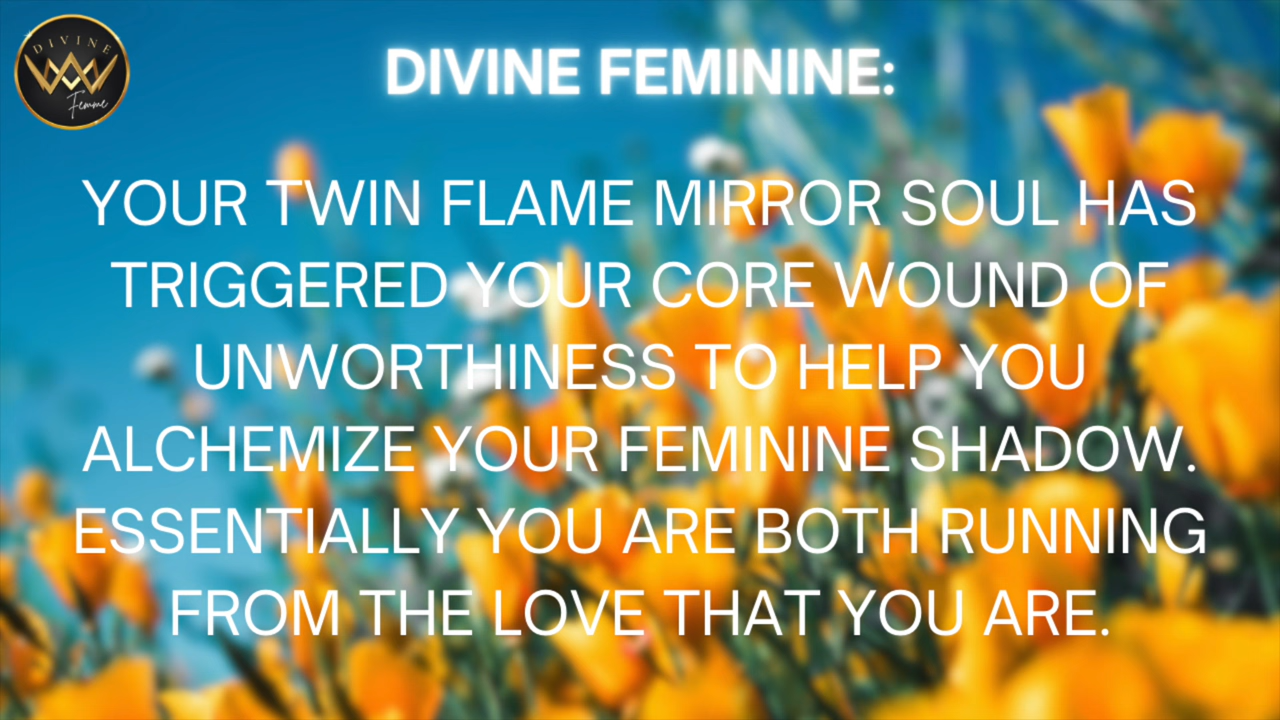 DIVINE
Femme
DIVINE FEMININE:
YOUR TWIN FLAME MIRROR SOUL HAS
TRIGGERED YOUR CORE WOUND OF
UNWORTHINESS TO HELP YOU
ALCHEMIZE YOUR FEMININE SHADOW.
ESSENTIALLY YOU ARE BOTH RUNNING
FROM THE LOVE THAT YOU ARE.